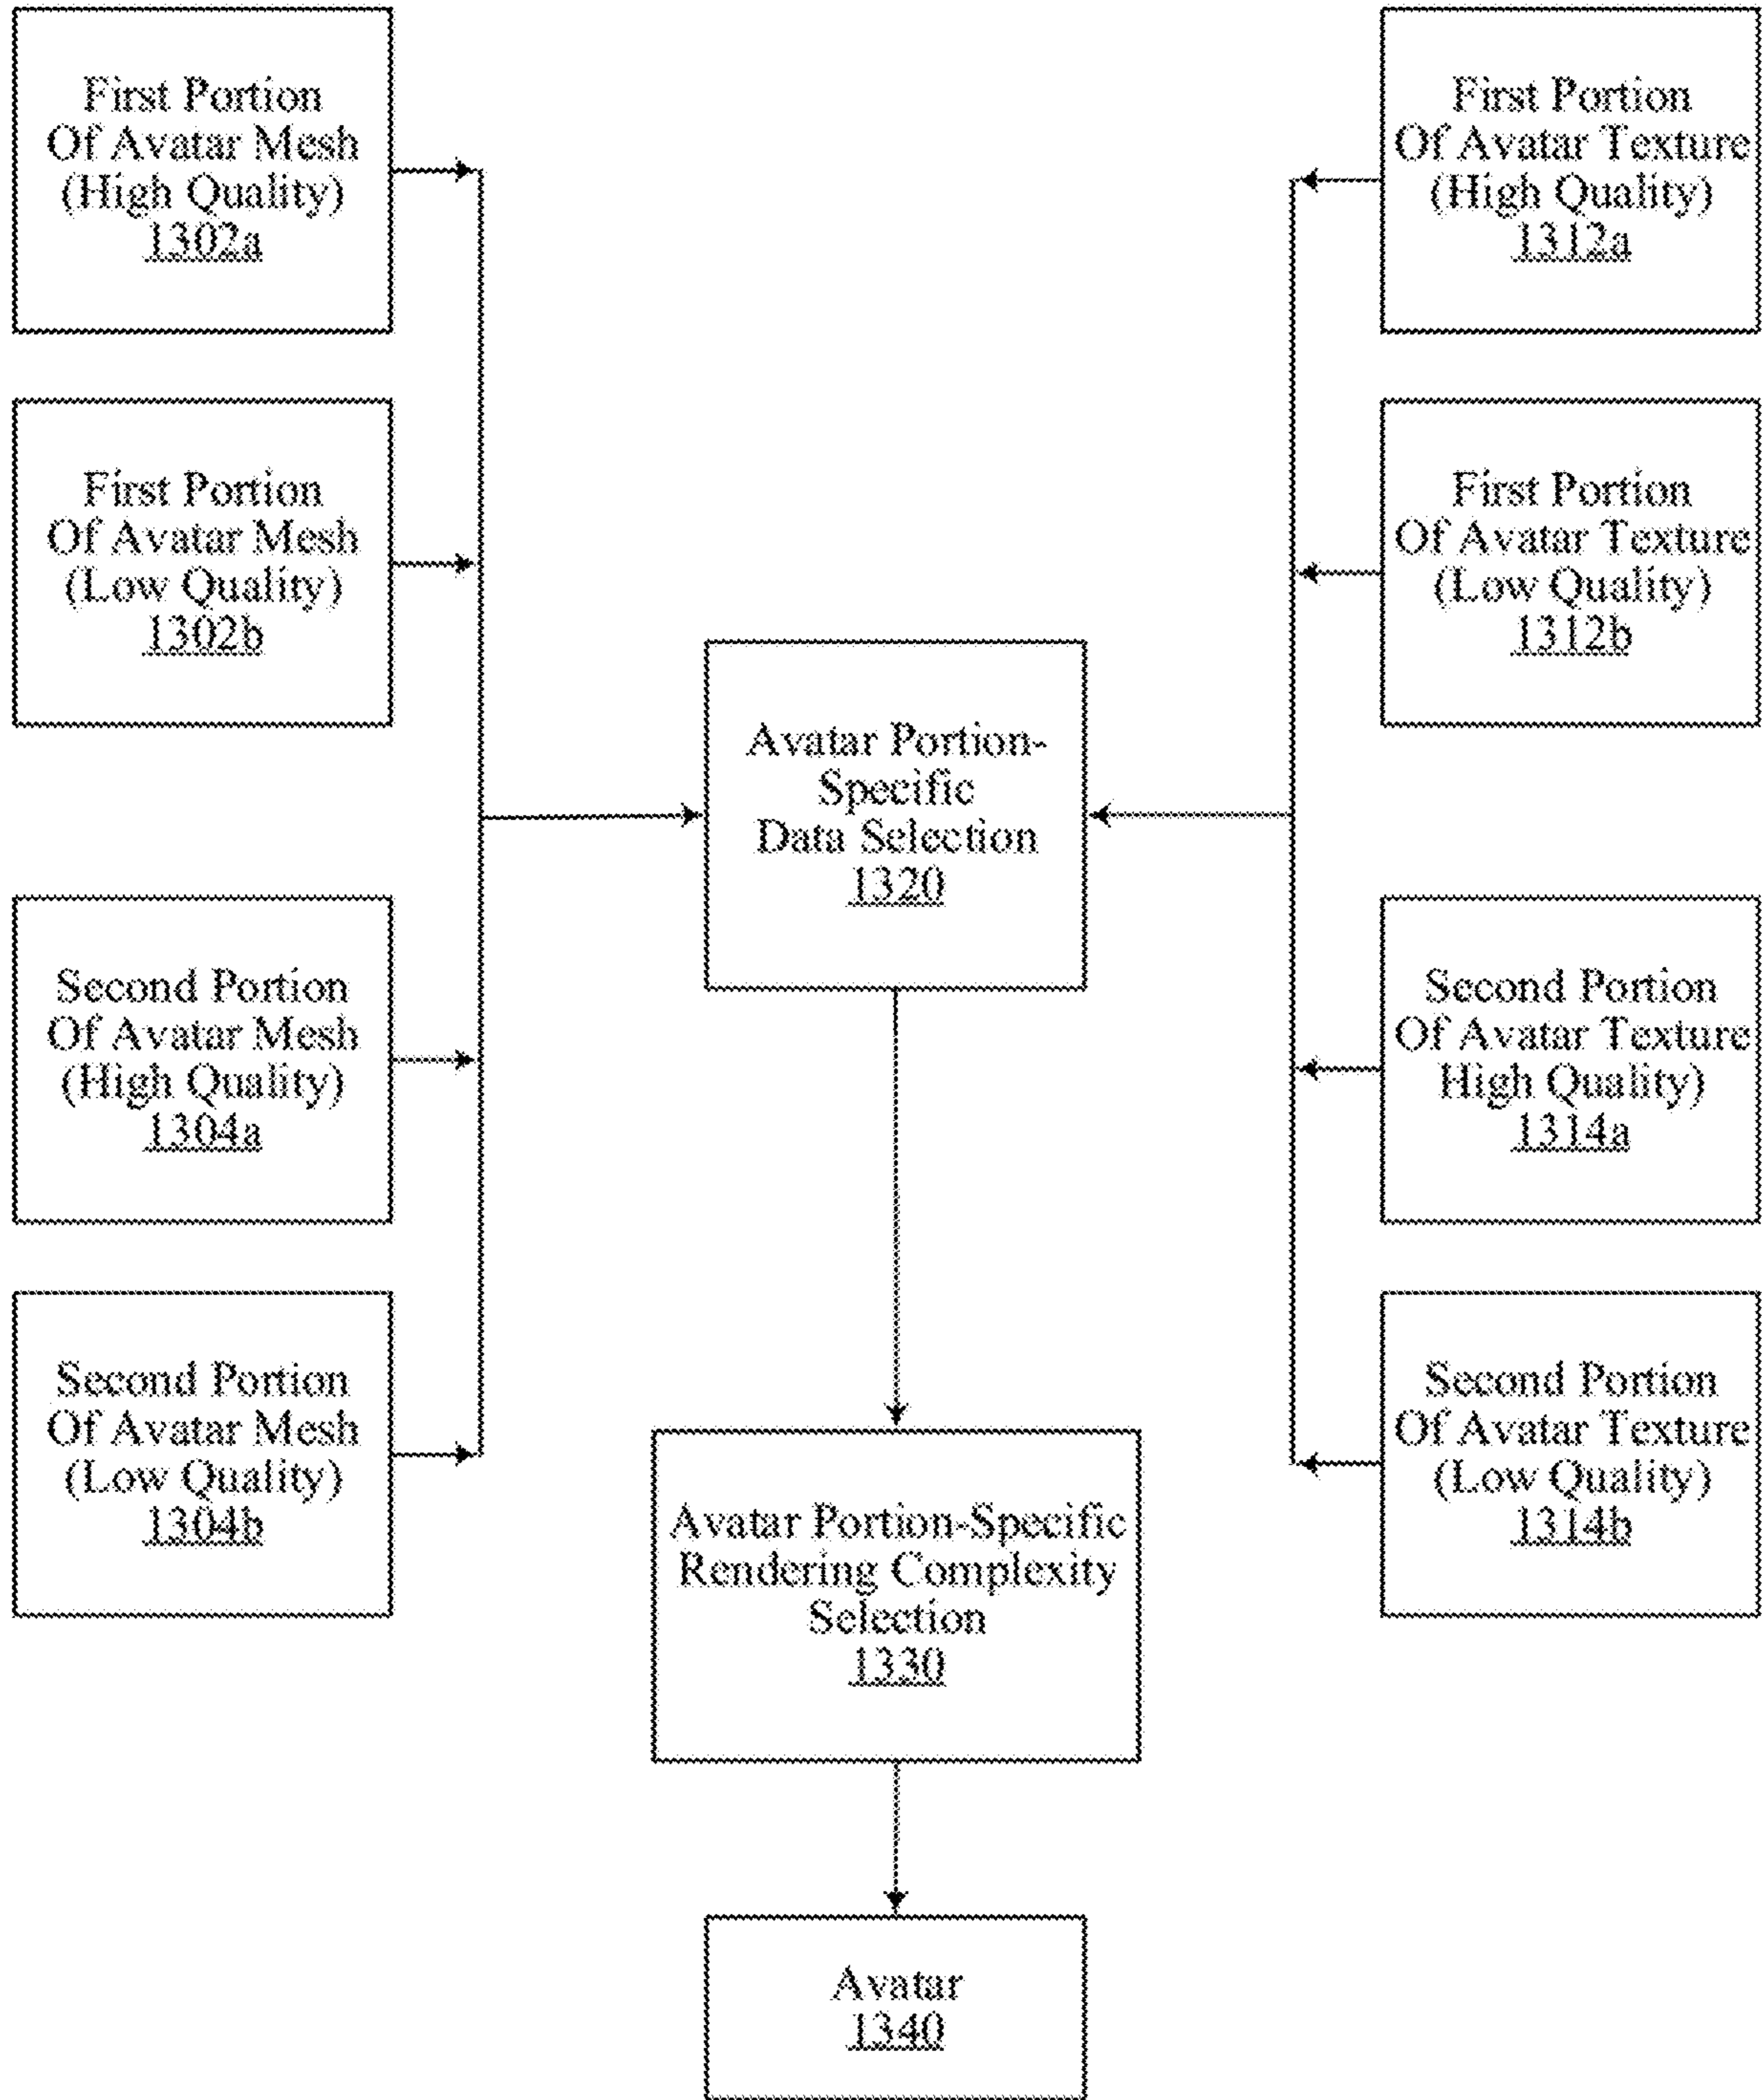 First Portion
Of Avatar Mesh
(High Quality)
1302a
First Portion
Of Avatar Mesh
(Low Quality)
1302b
Second Portion
Of Avatar Mesh
(High Quality)
1304a
Second Portion
Of Avatar Mesh
(Low Quality)
1304b
Avatar Portion-
Specific
Data Selection
1320
Avatar Portion-Specific
Rendering Complexity
Selection
1330
Avatar
1340
First Portion
Of Avatar Texture
(High Quality)
1312a
First Portion
Of Avatar Texture
(Low Quality)
1312b
Second Portion
Of Avatar Texture
High Quality)
1314a
Second Portion
Of Avatar Texture
(Low Quality)
1314b